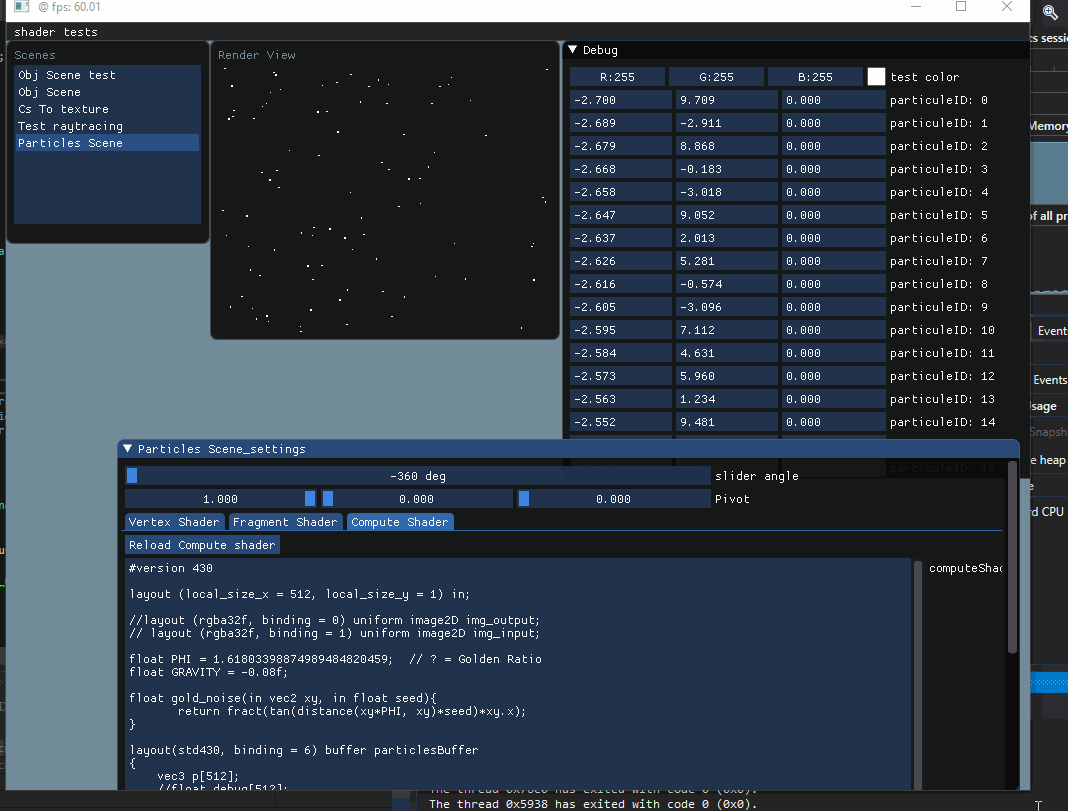 @ fps: 60.01
shader tests
Scenes
Obj Scene test
Obj Scene
Cs To texture
Test raytracing
Particles Scene
Render View
Debug
R:255 G:255 B:255 test color
-2.700 9.709 0.000 particuleID: 0
-2.689 -2.911 0.000 particuleID: 1
-2.679 8.868 0.000 particuleID: 2
-2.668 -0.183 0.000 particuleID: 3
-2.658 -3.018 0.000 particuleID: 4
-2.647 9.052 0.000 particuleID: 5
-2.637 2.013 0.000 particuleID: 6
-2.626 5.281 0.000 particuleID: 7
-2.616 -0.574 0.000 particuleID: 8
-2.605 -3.096 0.000 particuleID: 9
-2.595 7.112 0.000 particuleID: 10
-2.584 4.631 0.000 particuleID: 11
-2.573 5.960 0.000 particuleID: 12
-2.563 1.234 0.000 particuleID: 13
-2.552 9.481 0.000 particuleID: 14
particuleID: 16
Particles Scene_settings
-360 deg slider angle
1.000 0.000 0.000 Pivot
Vertex Shader Fragment Shader Compute Shader
Reload Compute shader
#version 430 computeShad
layout (local_size_x = 512, local_size_y = 1) in;
//layout (rgba32f, binding = 0) uniform image2D img_output;
// layout (rgba32f, binding = 1) uniform image2D img_input;
float PHI = 1.61803398874989484820459; // ? = Golden Ratio
float GRAVITY = -0.08f;
float gold_noise(in vec2 xy, in float seed){
return fract(tan(distance(xy*PHI, xy)*seed)*xy.x);
}
layout(std430, binding = 6) buffer particlesBuffer
{
vec3 p[512];
//float debug[512];
cs sessi
Memory
of all pr
Event
Events
Usage
Snapsh
e heap
rd CPU
The thread 0x5938 has exited with code 0 (0x0).